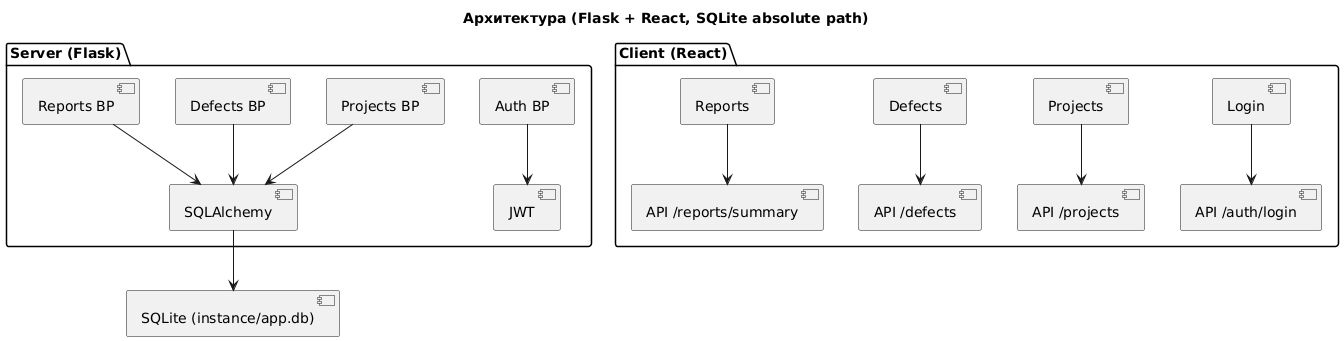 Архитектура (Flask + React, SQLite absolute path)
Server (Flask)
Reports BP
Defects BP
Projects BP
Auth BP
SQLAlchemy
JWT
SQLite (instance/app.db)
Client (React)
Reports
Defects
Projects
Login
API /reports/summary
API /defects
API /projects
API /auth/login